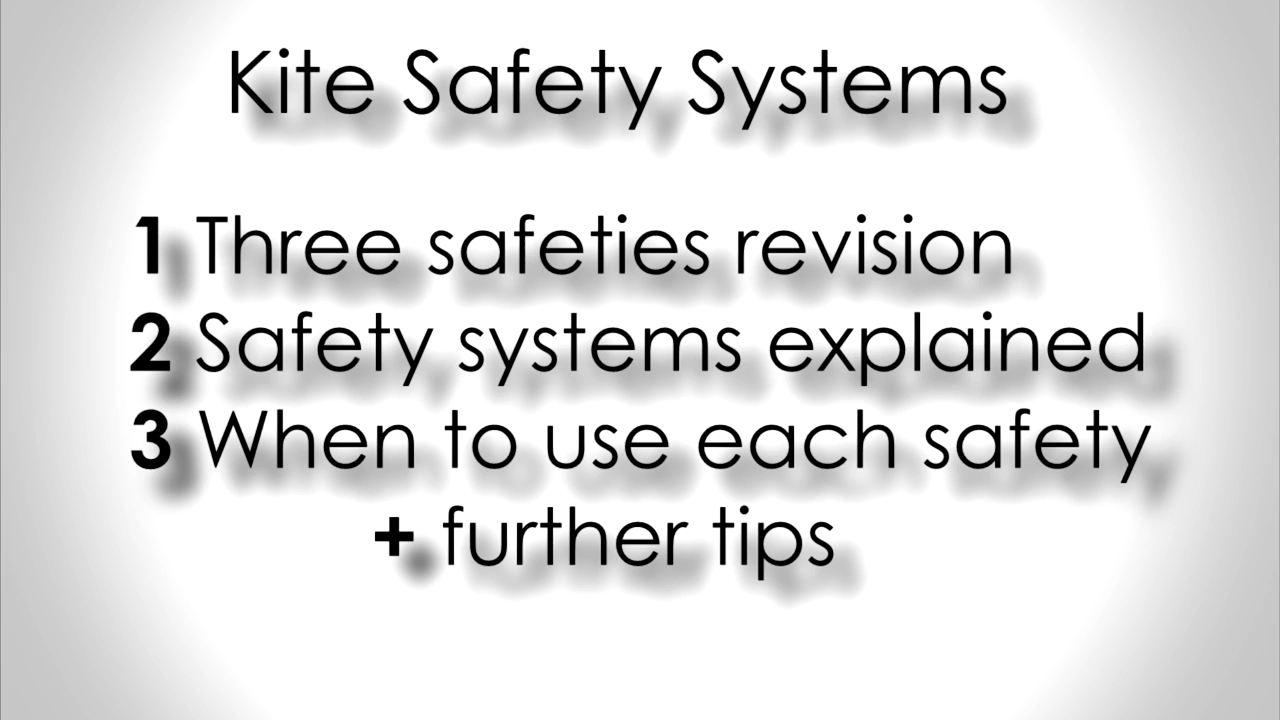 Kite Safety Systems
1 Three safeties revision
2 Safety systems explained
3 When to use each safety
+ further tips